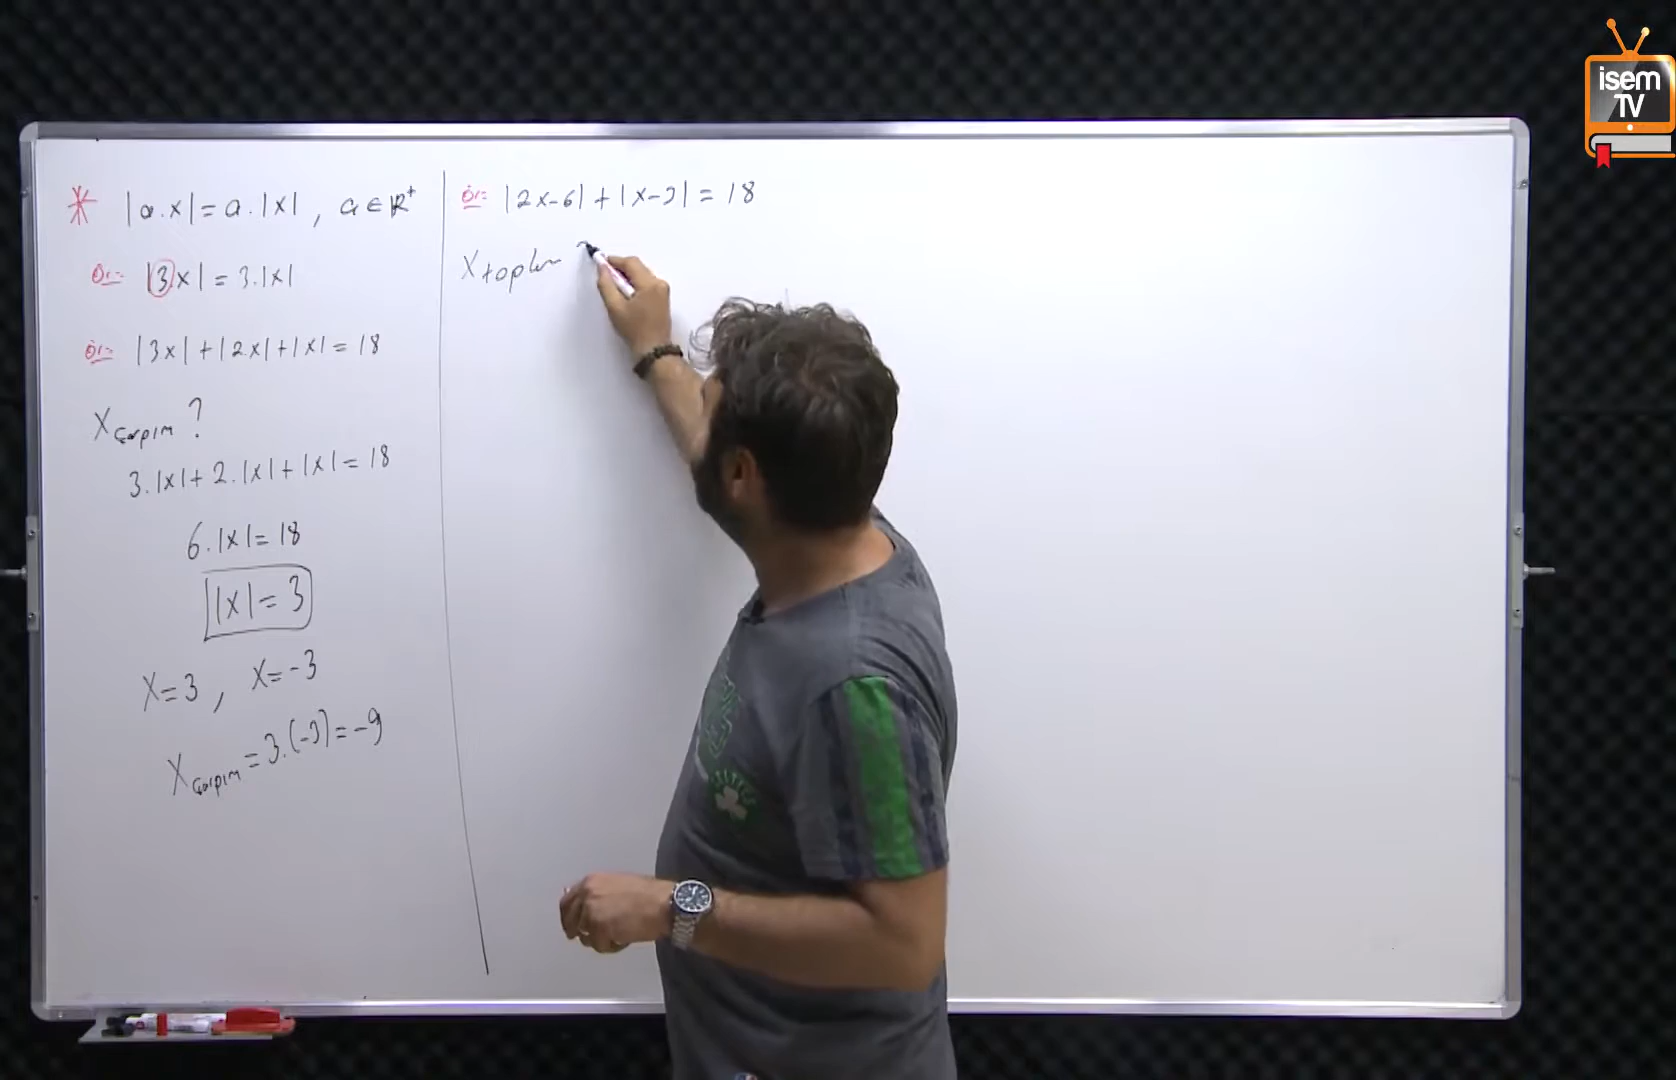 * |a.x| = a.|x| , a ∈ R⁺
Ör:- |3x| = 3.|x|
Ör:- |3x| + |2x| + |x| = 18
X çarpım ?
3.|x| + 2.|x| + |x| = 18
6.|x| = 18
|x| = 3
X = 3 , X = -3
X çarpım = 3.(-3) = -9
Ör:- |2x-6| + |x-3| = 18
X toplam ?
isem
TV
CELTICS